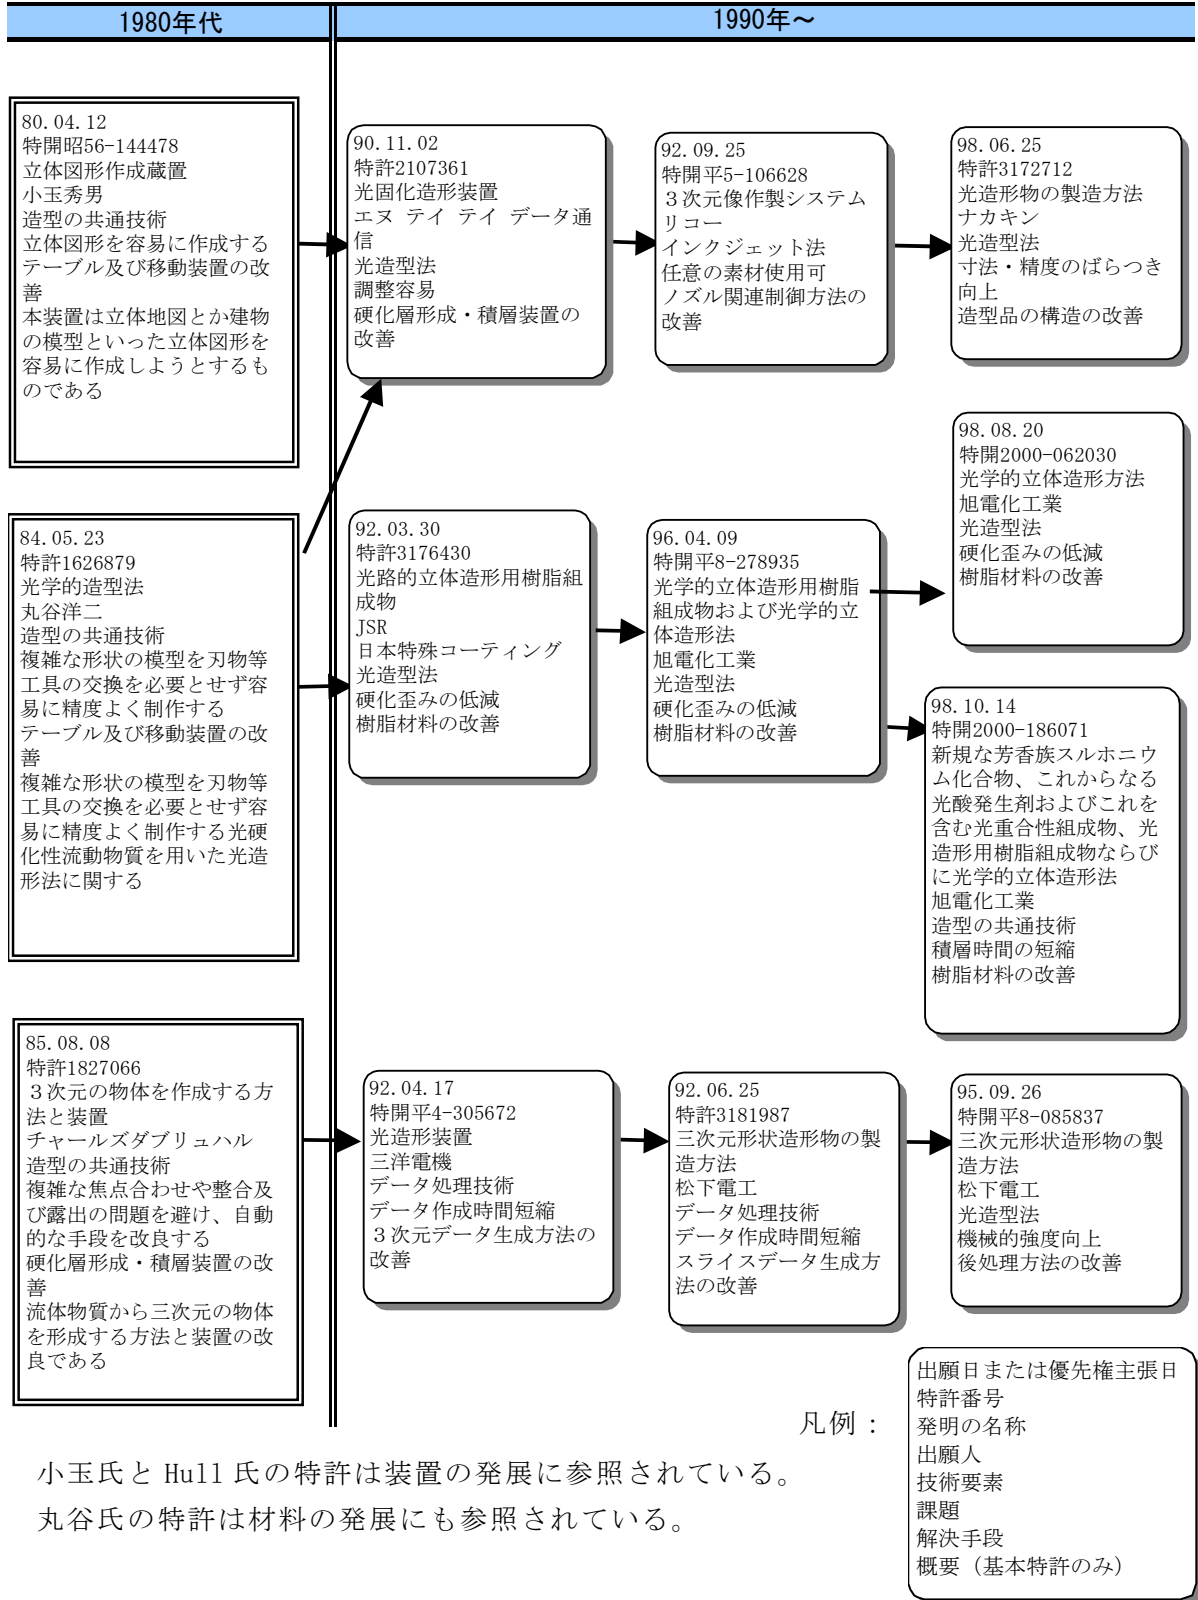 1980年代
1990年～
80.04.12
特開昭56-144478
立体図形作成蔵置
小玉秀男
造型の共通技術
立体図形を容易に作成する
テーブル及び移動装置の改
善
本装置は立体地図とか建物
の模型といった立体図形を
容易に作成しようとするも
のである
90.11.02
特許2107361
光固化造形装置
エヌ テイ テイ データ通
信
光造型法
調整容易
硬化層形成・積層装置の
改善
92.09.25
特開平5-106628
３次元像作製システム
リコー
インクジェット法
任意の素材使用可
ノズル関連制御方法の
改善
98.06.25
特許3172712
光造形物の製造方法
ナカキン
光造型法
寸法・精度のばらつき
向上
造型品の構造の改善
98.08.20
特開2000-062030
光学的立体造形方法
旭電化工業
光造型法
硬化歪みの低減
樹脂材料の改善
84.05.23
特許1626879
光学的造型法
丸谷洋二
造型の共通技術
複雑な形状の模型を刃物等
工具の交換を必要とせず容
易に精度よく制作する
テーブル及び移動装置の改
善
複雑な形状の模型を刃物等
工具の交換を必要とせず容
易に精度よく制作する光硬
化性流動物質を用いた光造
形法に関する
92.03.30
特許3176430
光路的立体造形用樹脂組
成物
JSR
日本特殊コーティング
光造型法
硬化歪みの低減
樹脂材料の改善
96.04.09
特開平8-278935
光学的立体造形用樹脂
組成物および光学的立
体造形法
旭電化工業
光造型法
硬化歪みの低減
樹脂材料の改善
98.10.14
特開2000-186071
新規な芳香族スルホニウ
ム化合物、これからなる
光酸発生剤およびこれを
含む光重合性組成物、光
造形用樹脂組成物ならび
に光学的立体造形法
旭電化工業
造型の共通技術
積層時間の短縮
樹脂材料の改善
85.08.08
特許1827066
３次元の物体を作成する方
法と装置
チャールズダブリュハル
造型の共通技術
複雑な焦点合わせや整合及
び露出の問題を避け、自動
的な手段を改良する
硬化層形成・積層装置の改
善
流体物質から三次元の物体
を形成する方法と装置の改
良である
92.04.17
特開平4-305672
光造形装置
三洋電機
データ処理技術
データ作成時間短縮
３次元データ生成方法の
改善
92.06.25
特許3181987
三次元形状造形物の製
造方法
松下電工
データ処理技術
データ作成時間短縮
スライスデータ生成方
法の改善
95.09.26
特開平8-085837
三次元形状造形物の製
造方法
松下電工
光造型法
機械的強度向上
後処理方法の改善
凡例：
出願日または優先権主張日
特許番号
発明の名称
出願人
技術要素
課題
解決手段
概要（基本特許のみ）
小玉氏と Hull 氏の特許は装置の発展に参照されている。
丸谷氏の特許は材料の発展にも参照されている。